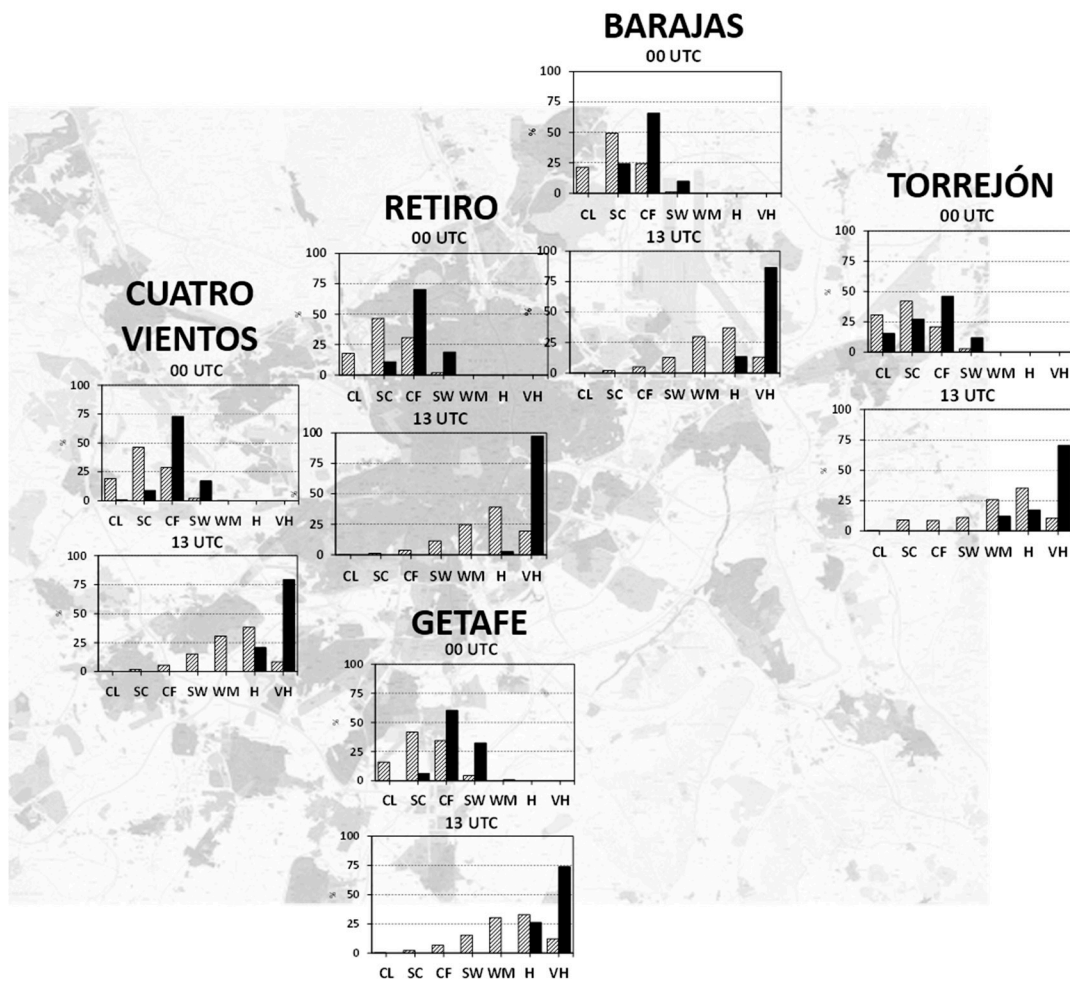 BARAJAS
00 UTC
100
75
50
25
0
%
CL SC CF SW WM H VH
13 UTC
100
75
50
25
0
%
CL SC CF SW WM H VH
TORREJÓN
00 UTC
100
75
50
25
0
%
CL SC CF SW WM H VH
13 UTC
100
75
50
25
0
%
CL SC CF SW WM H VH
RETIRO
00 UTC
100
75
50
25
0
%
CL SC CF SW WM H VH
13 UTC
100
75
50
25
0
CL SC CF SW WM H VH
CUATRO
VIENTOS
00 UTC
100
75
50
25
0
%
%
CL SC CF SW WM H VH
13 UTC
100
75
50
25
0
%
CL SC CF SW WM H VH
GETAFE
00 UTC
100
75
50
25
0
%
CL SC CF SW WM H VH
13 UTC
100
75
50
25
0
%
CL SC CF SW WM H VH